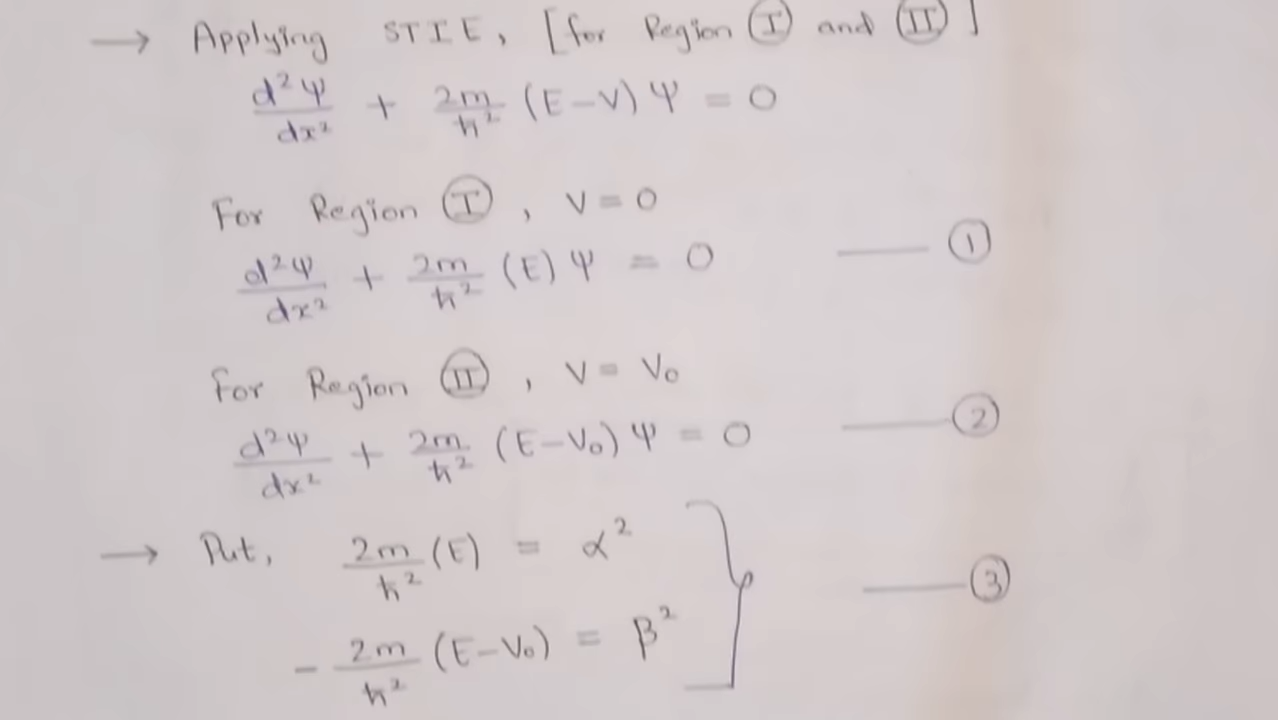 → Applying STIE, [for Region Ⓘ and Ⓘ Ⓘ]
d²ψ/dx² + 2m/ħ² (E-V) ψ = 0
For Region Ⓘ, V=0
d²ψ/dx² + 2m/ħ² (E) ψ = 0 —— ①
For Region (II), V = V₀
d²ψ/dx² + 2m/ħ² (E-V₀) ψ = 0 —— ②
→ Put, 2m/ħ² (E) = α²
- 2m/ħ² (E-V₀) = β² } —— ③